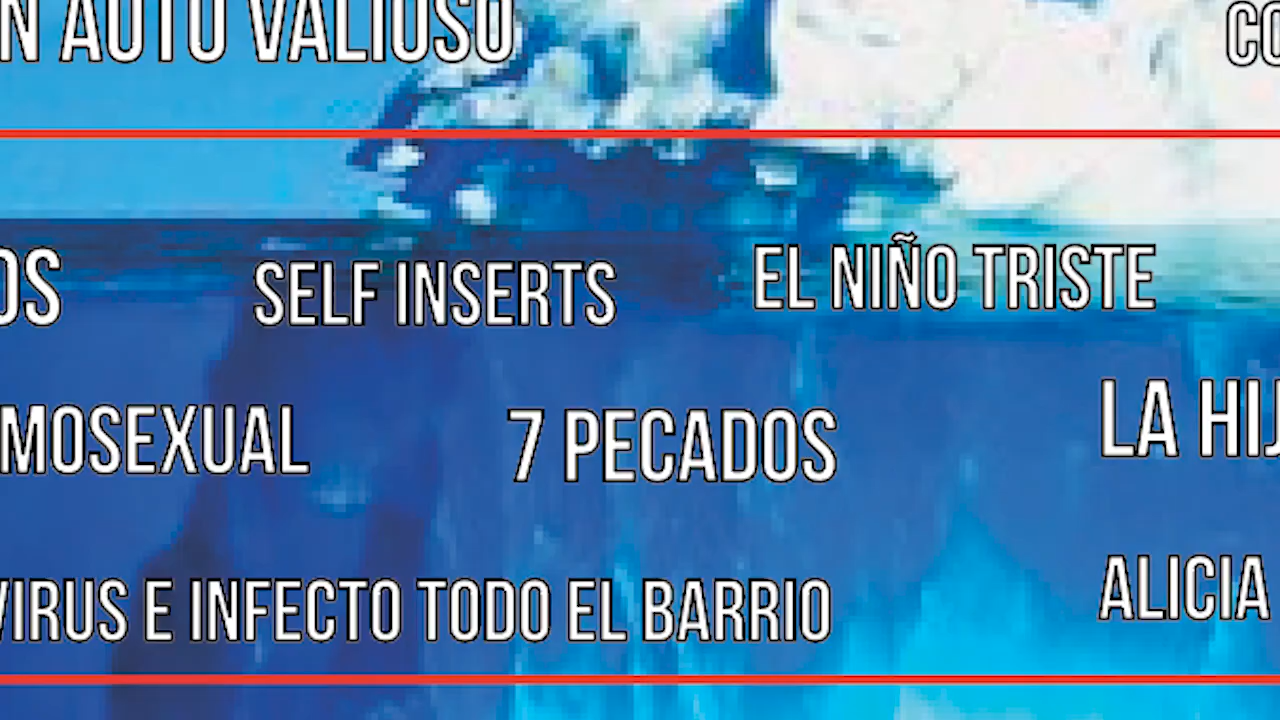 N AUTO VALIOSO
CO
OS
SELF INSERTS
EL NIÑO TRISTE
MOSEXUAL
7 PECADOS
LA HIJ
VIRUS E INFECTO TODO EL BARRIO
ALICIA